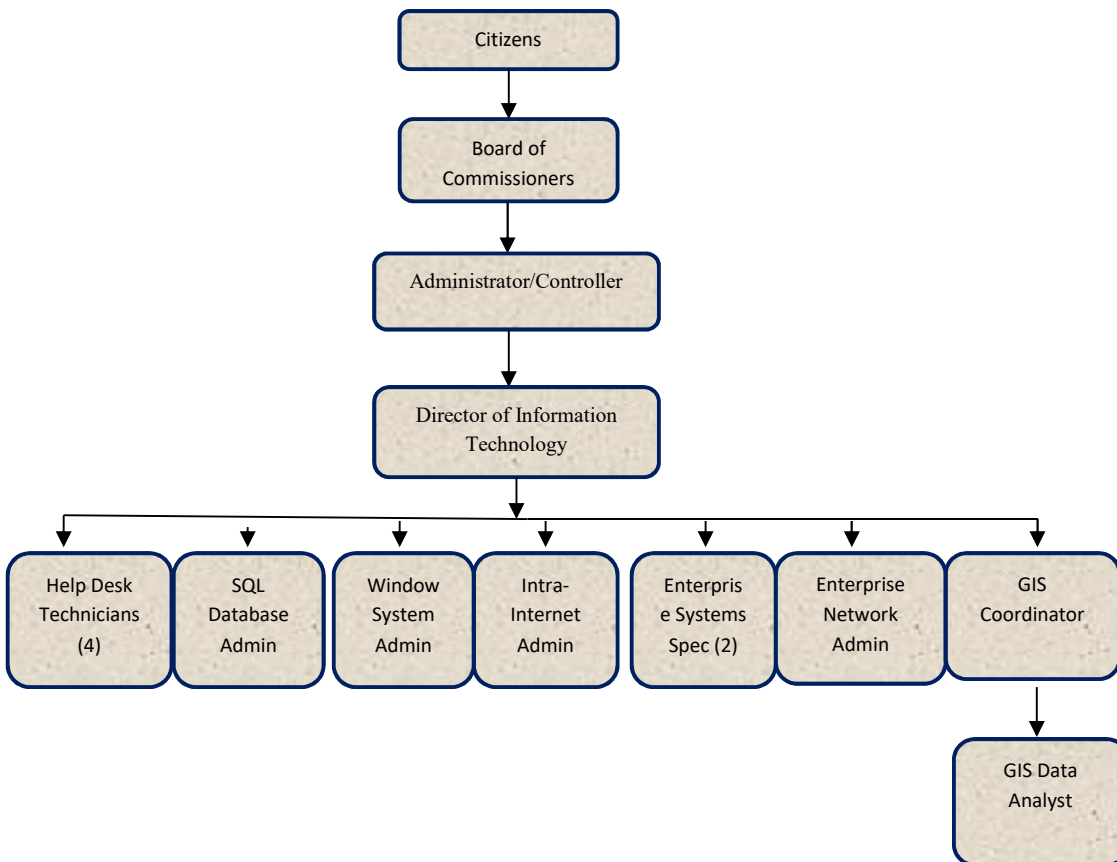 Citizens
Board of
Commissioners
Administrator/Controller
Director of Information
Technology
Help Desk
Technicians
(4)
SQL
Database
Admin
Window
System
Admin
Intra-
Internet
Admin
Enterpris
e Systems
Spec (2)
Enterprise
Network
Admin
GIS
Coordinator
GIS Data
Analyst